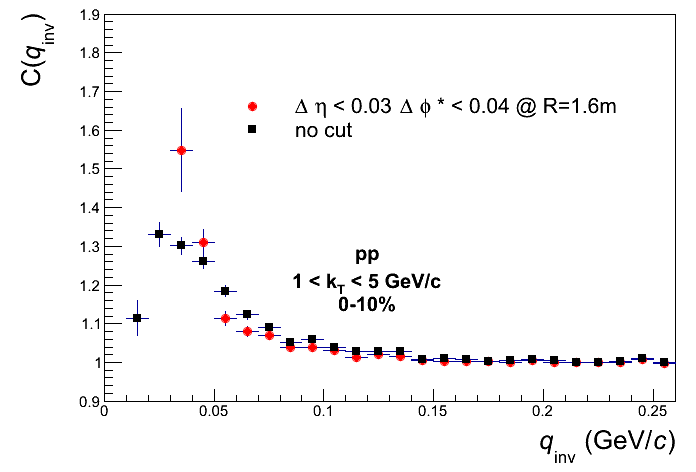 C(q_inv)
1.9
1.8
1.7
1.6
1.5
1.4
1.3
1.2
1.1
1
0.9
Δ η < 0.03 Δ ϕ * < 0.04 @ R=1.6m
no cut
pp
1 < k_T < 5 GeV/c
0-10%
0 0.05 0.1 0.15 0.2 0.25
q_inv (GeV/c)